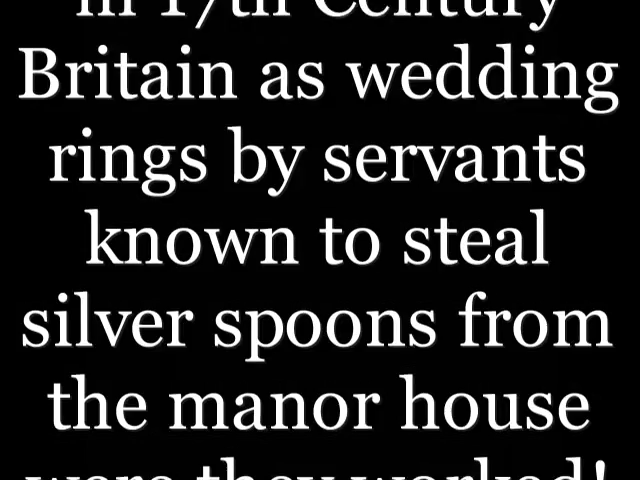 in 17th Century
Britain as wedding
rings by servants
known to steal
silver spoons from
the manor house
were they worked!